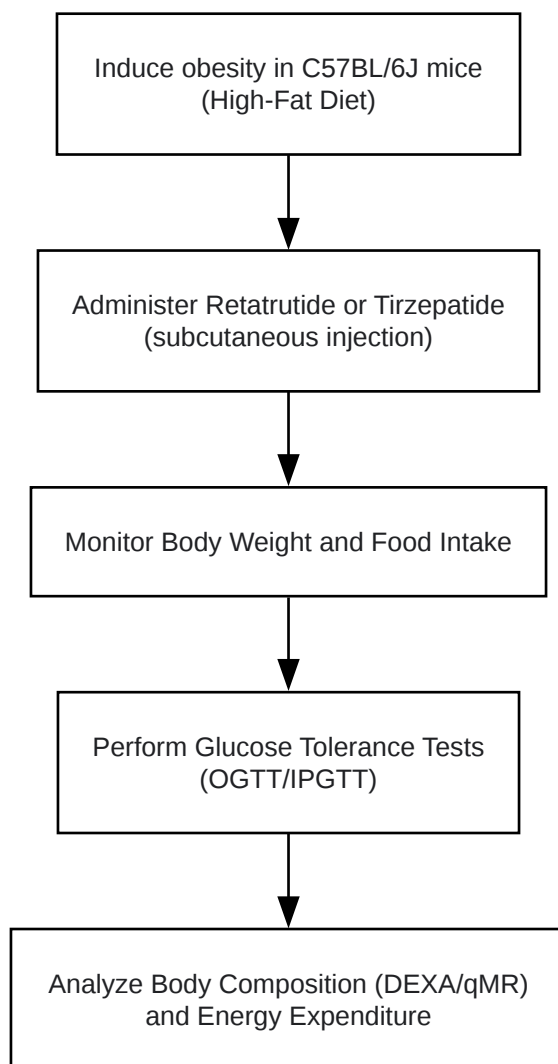 Induce obesity in C57BL/6J mice
(High-Fat Diet)
Administer Retatrutide or Tirzepatide
(subcutaneous injection)
Monitor Body Weight and Food Intake
Perform Glucose Tolerance Tests
(OGTT/IPGTT)
Analyze Body Composition (DEXA/qMR)
and Energy Expenditure